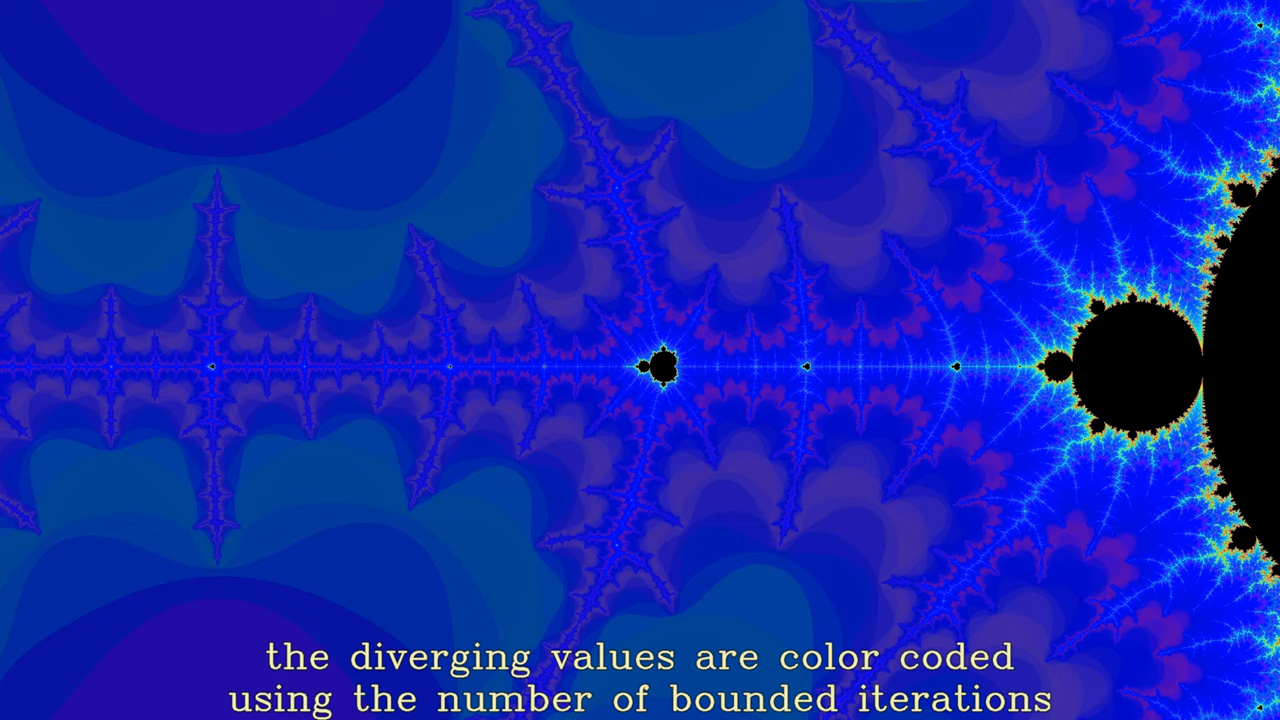 the diverging values are color coded
using the number of bounded iterations